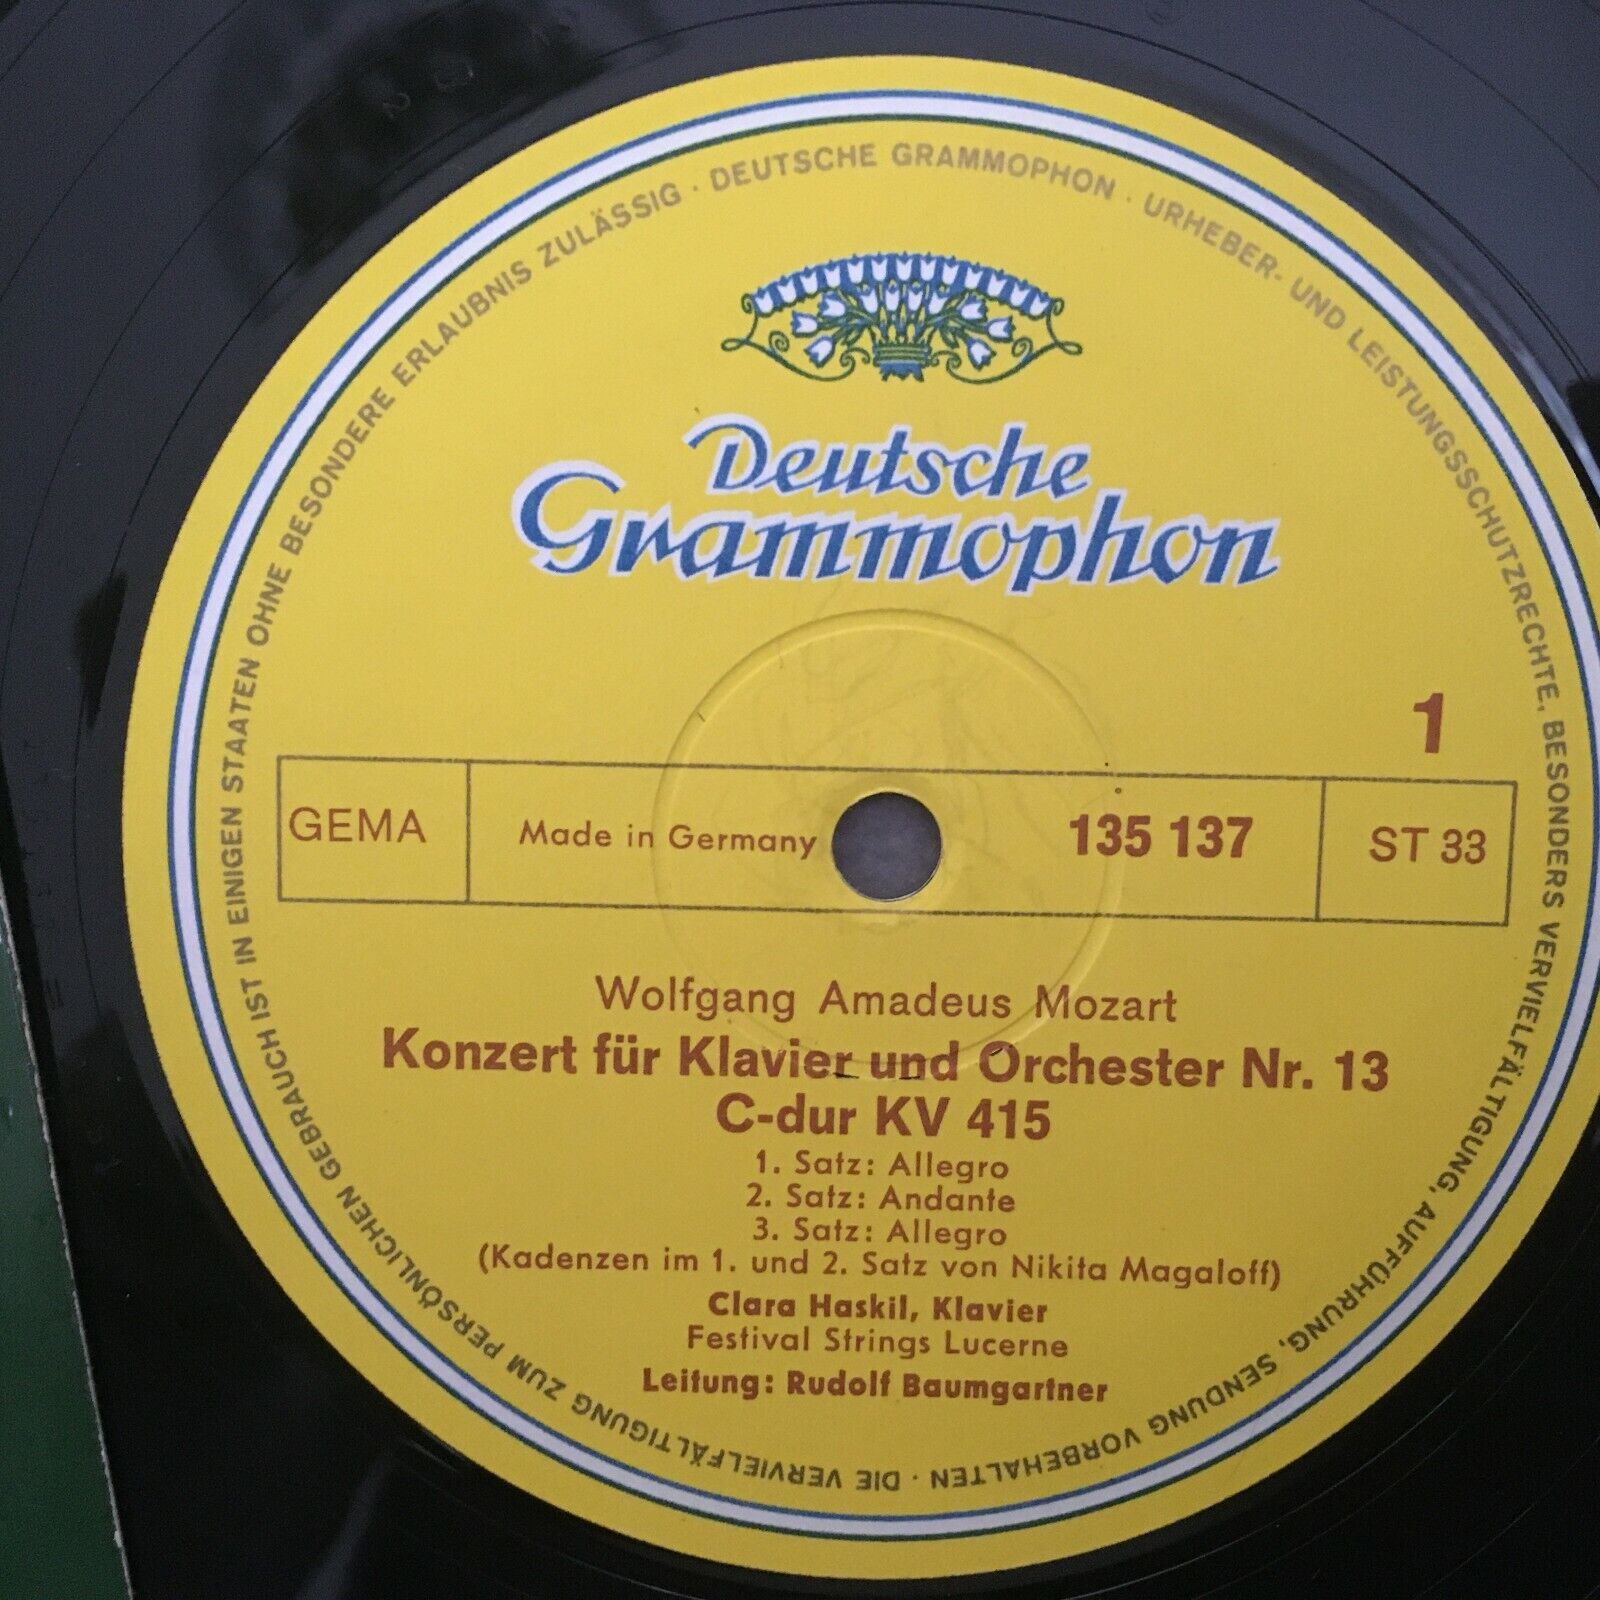 DEUTSCHE GRAMMOPHON · URHEBER- UND LEISTUNGSSCHUTZRECHTE, BESONDERS VERVIELFÄLTIGUNG, AUFFÜHRUNG, SENDUNG VORBEHALTEN · DIE VERVIELFÄLTIGUNG ZUM PERSÖNLICHEN GEBRAUCH IST IN EINIGEN STAATEN OHNE BESONDERE ERLAUBNIS ZULÄSSIG ·
Deutsche
Grammophon
1
GEMA Made in Germany 135 137 ST 33
Wolfgang Amadeus Mozart
Konzert für Klavier und Orchester Nr. 13
C-dur KV 415
1. Satz: Allegro
2. Satz: Andante
3. Satz: Allegro
(Kadenzen im 1. und 2. Satz von Nikita Magaloff)
Clara Haskil, Klavier
Festival Strings Lucerne
Leitung: Rudolf Baumgartner